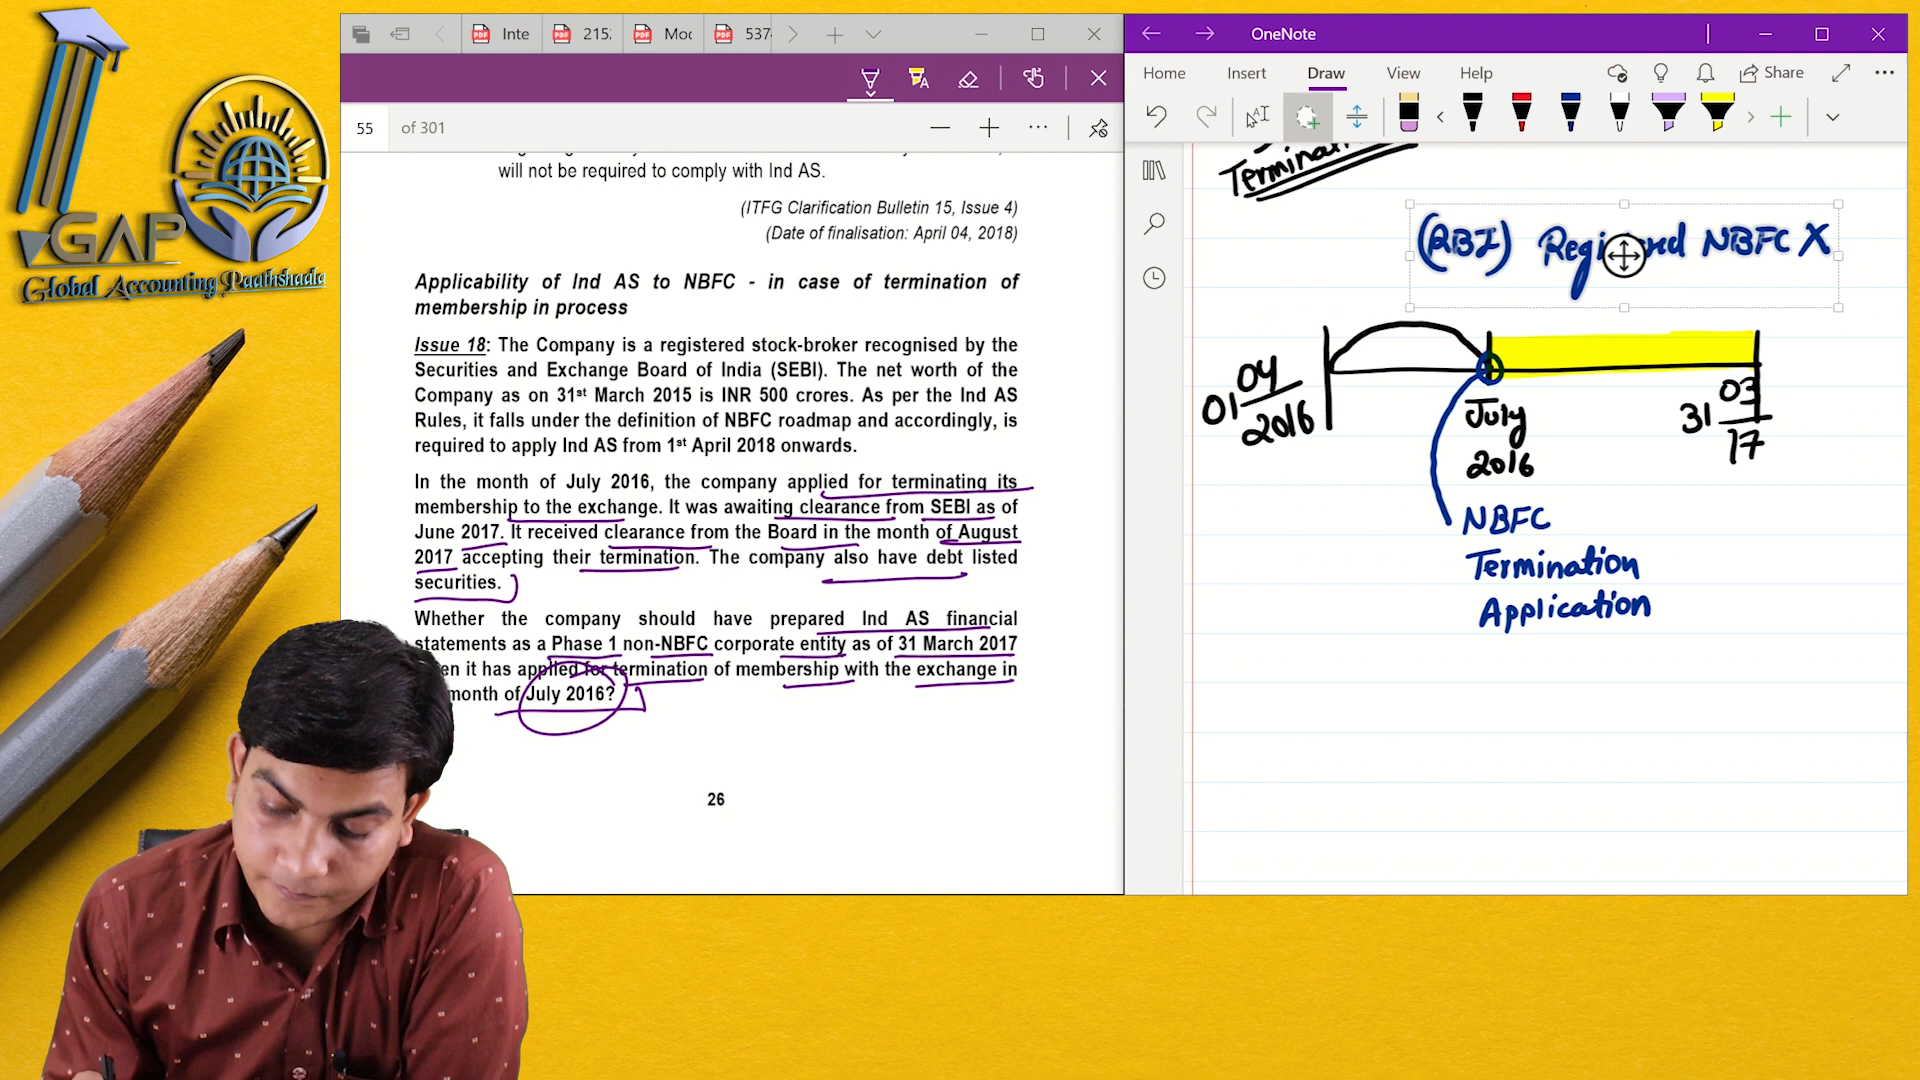 GAP
Global Accounting Paathshaala
Inte
215
Moc
537
55 of 301
will not be required to comply with Ind AS.
(ITFG Clarification Bulletin 15, Issue 4)
(Date of finalisation: April 04, 2018)
Applicability of Ind AS to NBFC - in case of termination of
membership in process
Issue 18: The Company is a registered stock-broker recognised by the
Securities and Exchange Board of India (SEBI). The net worth of the
Company as on 31st March 2015 is INR 500 crores. As per the Ind AS
Rules, it falls under the definition of NBFC roadmap and accordingly, is
required to apply Ind AS from 1st April 2018 onwards.
In the month of July 2016, the company applied for terminating its
membership to the exchange. It was awaiting clearance from SEBI as of
June 2017. It received clearance from the Board in the month of August
2017 accepting their termination. The company also have debt listed
securities.
Whether the company should have prepared Ind AS financial
statements as a Phase 1 non-NBFC corporate entity as of 31 March 2017
it has applied for termination of membership with the exchange in
month of July 2016?
26
OneNote
Home Insert Draw View Help Share
(RBI) Registered NBFC X
01/04/2016
July
2016
31/03/17
NBFC
Termination
Application